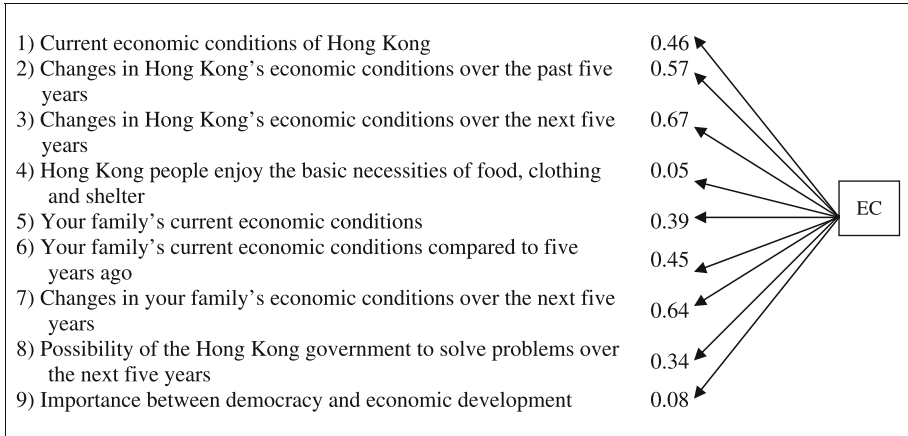 1) Current economic conditions of Hong Kong 0.46
2) Changes in Hong Kong’s economic conditions over the past five 0.57
years
3) Changes in Hong Kong’s economic conditions over the next five 0.67
years
4) Hong Kong people enjoy the basic necessities of food, clothing 0.05
and shelter
5) Your family’s current economic conditions 0.39
6) Your family’s current economic conditions compared to five 0.45
years ago
7) Changes in your family’s economic conditions over the next five 0.64
years
8) Possibility of the Hong Kong government to solve problems over 0.34
the next five years
9) Importance between democracy and economic development 0.08
EC